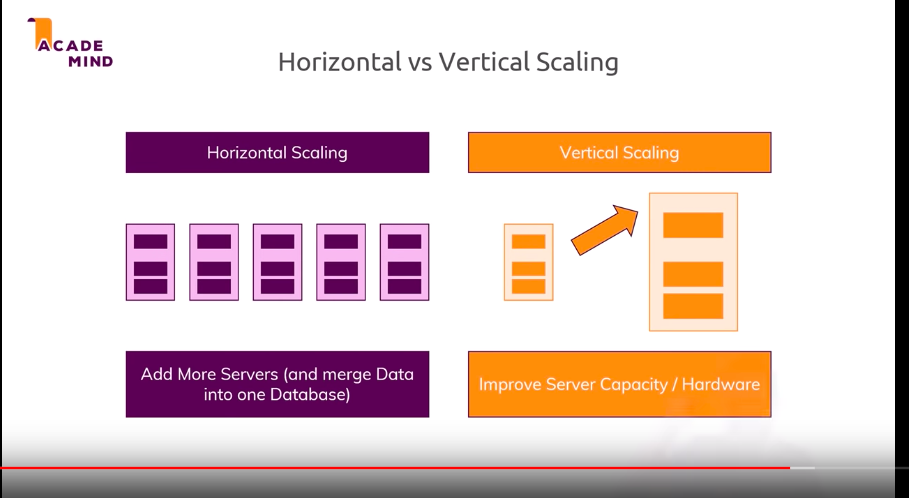 ACADE
MIND
Horizontal vs Vertical Scaling
Horizontal Scaling
Vertical Scaling
Add More Servers (and merge Data
into one Database)
Improve Server Capacity / Hardware